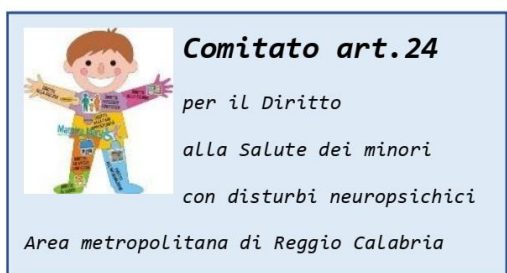 Comitato art.24
per il Diritto
alla Salute dei minori
con disturbi neuropsichici
Area metropolitana di Reggio Calabria